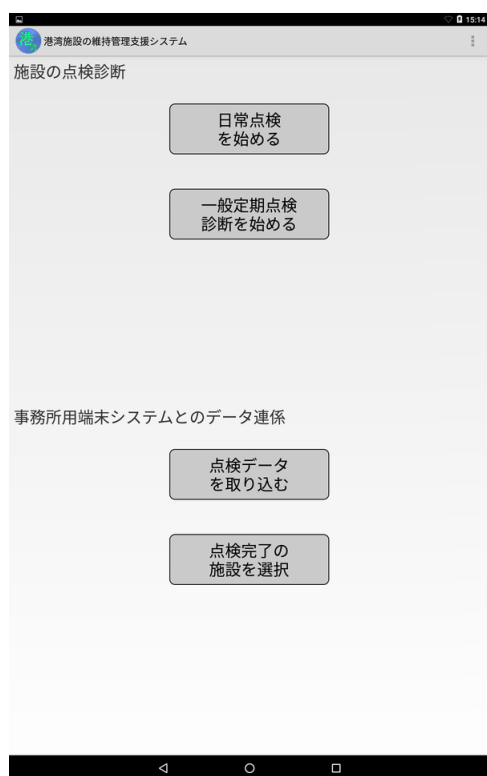 15:14
港 港湾施設の維持管理支援システム
施設の点検診断
日常点検
を始める
一般定期点検
診断を始める
事務所用端末システムとのデータ連係
点検データ
を取り込む
点検完了の
施設を選択